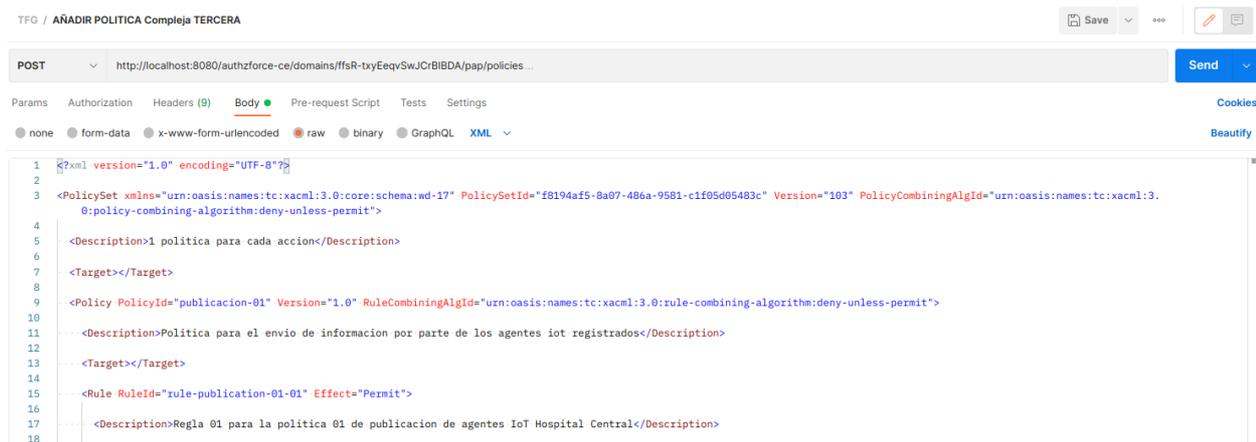 TFG / AÑADIR POLITICA Compleja TERCERA
Save
POST http://localhost:8080/authzforce-ce/domains/ffsR-txyEeqvSwJCrBIBDA/pap/policies... Send
Params Authorization Headers (9) Body Pre-request Script Tests Settings Cookies
none form-data x-www-form-urlencoded raw binary GraphQL XML Beautify
1 <?xml version="1.0" encoding="UTF-8"?>
2
3 <PolicySet xmlns="urn:oasis:names:tc:xacml:3.0:core:schema:wd-17" PolicySetId="f8194af5-8a07-486a-9581-c1f05d05483c" Version="103" PolicyCombiningAlgId="urn:oasis:names:tc:xacml:3.
0:policy-combining-algorithm:deny-unless-permit">
4
5 <Description>1 politica para cada accion</Description>
6
7 <Target></Target>
8
9 <Policy PolicyId="publicacion-01" Version="1.0" RuleCombiningAlgId="urn:oasis:names:tc:xacml:3.0:rule-combining-algorithm:deny-unless-permit">
10
11 <Description>Politica para el envio de informacion por parte de los agentes iot registrados</Description>
12
13 <Target></Target>
14
15 <Rule RuleId="rule-publication-01-01" Effect="Permit">
16
17 <Description>Regla 01 para la politica 01 de publicacion de agentes IoT Hospital Central</Description>
18